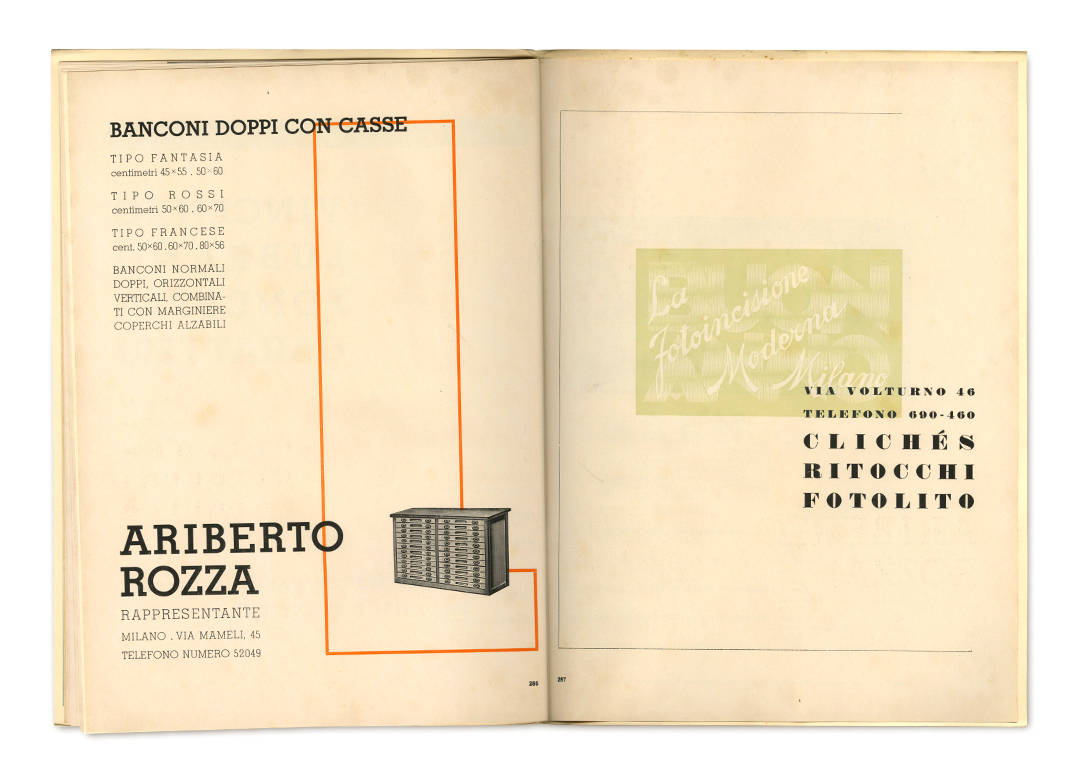 BANCONI DOPPI CON CASSE
TIPO FANTASIA
centimetri 45×55 . 50×60
TIPO ROSSI
centimetri 50×60 . 60×70
TIPO FRANCESE
cent. 50×60 . 60×70 . 80×56
BANCONI NORMALI
DOPPI, ORIZZONTALI
VERTICALI, COMBINA-
TI CON MARGINIERE
COPERCHI ALZABILI
ARIBERTO
ROZZA
RAPPRESENTANTE
MILANO . VIA MAMELI, 45
TELEFONO NUMERO 52049
286
La
Fotoincisione
Moderna
Milano
VIA VOLTURNO 46
TELEFONO 690-460
CLICHÉS
RITOCCHI
FOTOLITO
287